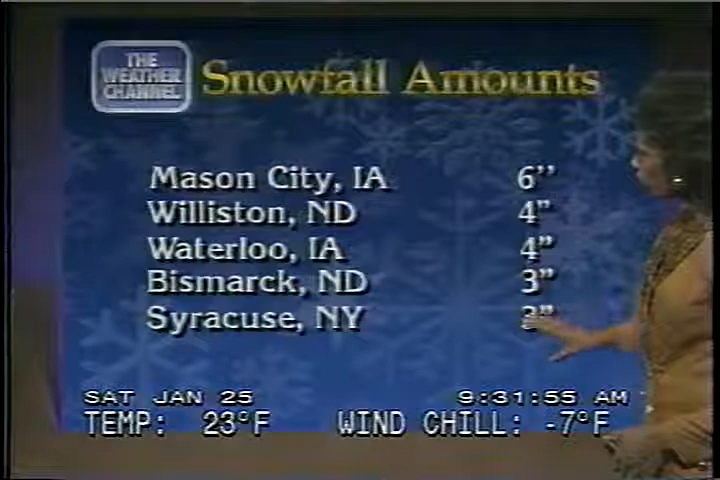 THE
WEATHER
CHANNEL
Snowfall Amounts
Mason City, IA 6''
Williston, ND 4"
Waterloo, IA 4"
Bismarck, ND 3"
Syracuse, NY
SAT JAN 25 9:31:55 AM
TEMP: 23°F WIND CHILL: -7°F